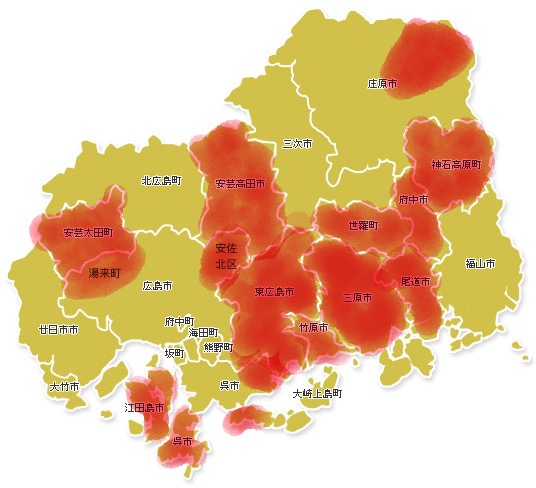 庄原市
三次市
神石高原町
北広島町
安芸高田市
府中市
世羅町
安芸太田町
安佐
北区
福山市
湯来町
広島市
東広島市
三原市
尾道市
府中町
廿日市市
海田町
竹原市
坂町
熊野町
大竹市
呉市
大崎上島町
江田島市
呉市